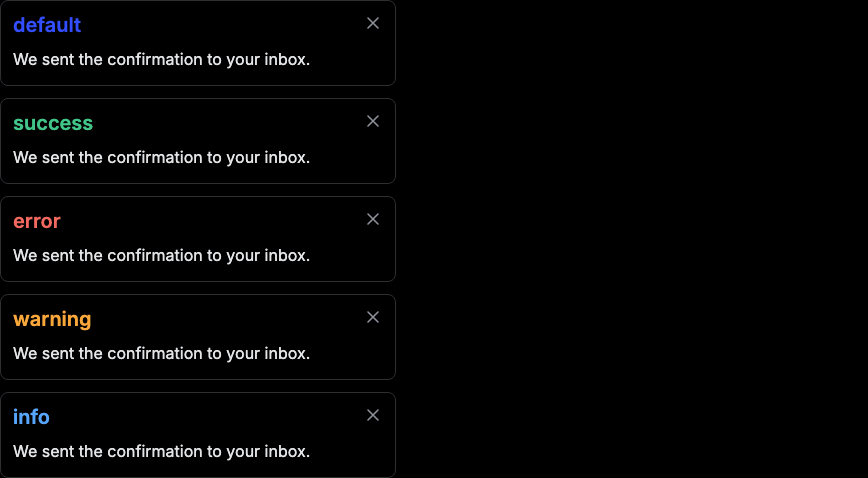 default
We sent the confirmation to your inbox.
success
We sent the confirmation to your inbox.
error
We sent the confirmation to your inbox.
warning
We sent the confirmation to your inbox.
info
We sent the confirmation to your inbox.